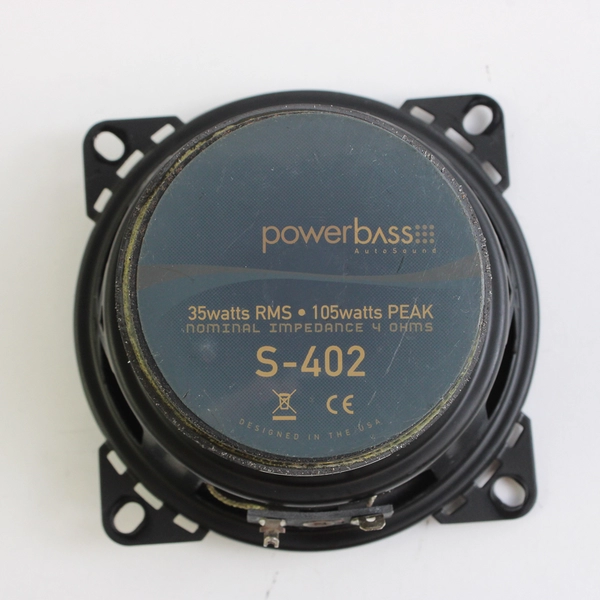 powerbass
AutoSound
35watts RMS • 105watts PEAK
NOMINAL IMPEDANCE 4 OHMS
S-402
CE
DESIGNED IN THE USA